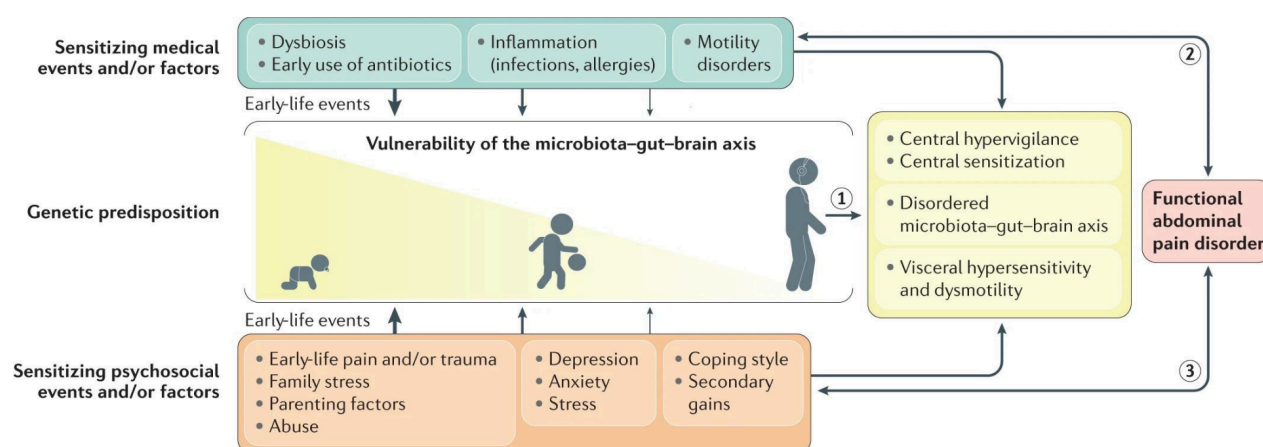 Sensitizing medical
events and/or factors
• Dysbiosis
• Early use of antibiotics
• Inflammation
(infections, allergies)
• Motility
disorders
②
Early-life events
Vulnerability of the microbiota–gut–brain axis
Genetic predisposition
①
• Central hypervigilance
• Central sensitization
• Disordered
microbiota–gut–brain axis
• Visceral hypersensitivity
and dysmotility
Functional
abdominal
pain disorder
Early-life events
Sensitizing psychosocial
events and/or factors
• Early-life pain and/or trauma
• Family stress
• Parenting factors
• Abuse
• Depression
• Anxiety
• Stress
• Coping style
• Secondary
gains
③